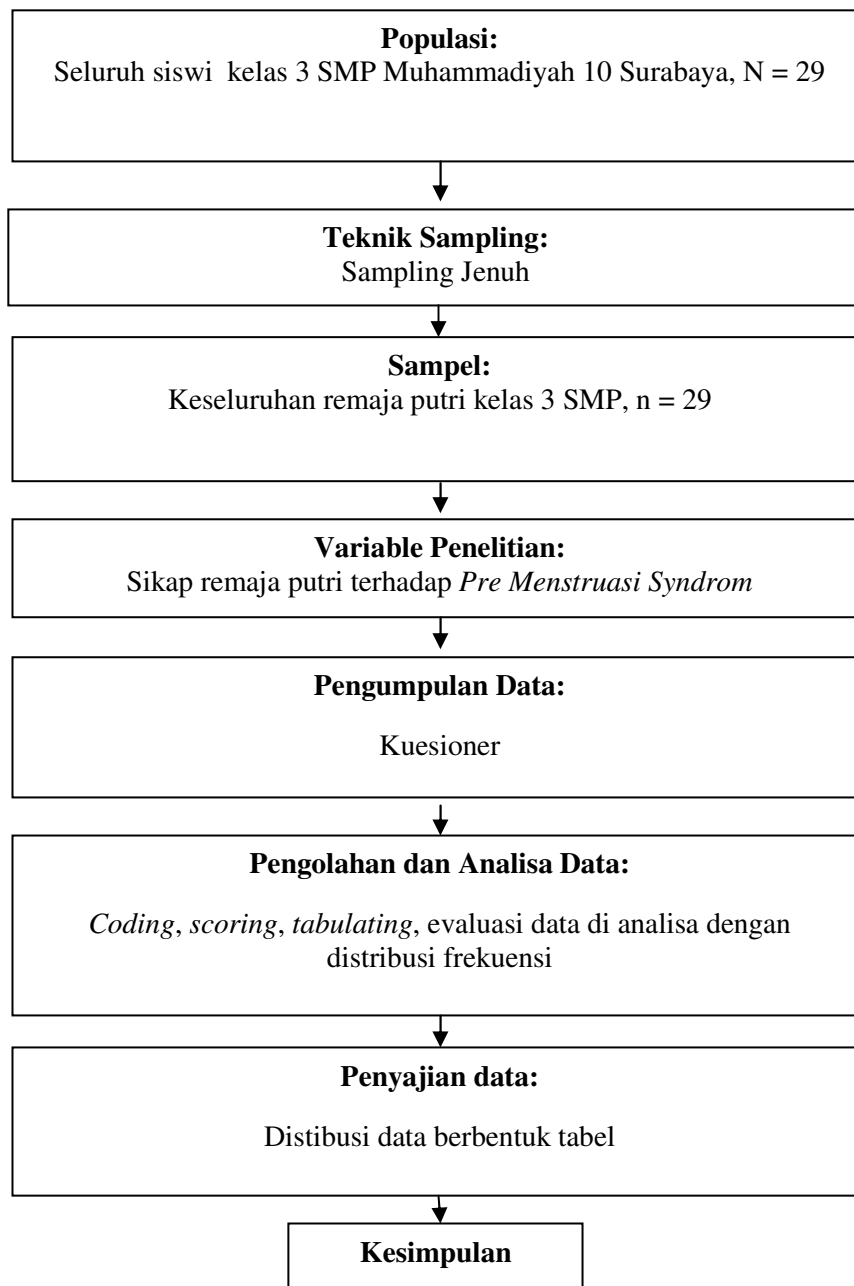 Populasi:
Seluruh siswi kelas 3 SMP Muhammadiyah 10 Surabaya, N = 29
Teknik Sampling:
Sampling Jenuh
Sampel:
Keseluruhan remaja putri kelas 3 SMP, n = 29
Variable Penelitian:
Sikap remaja putri terhadap Pre Menstruasi Syndrom
Pengumpulan Data:
Kuesioner
Pengolahan dan Analisa Data:
Coding, scoring, tabulating, evaluasi data di analisa dengan
distribusi frekuensi
Penyajian data:
Distibusi data berbentuk tabel
Kesimpulan